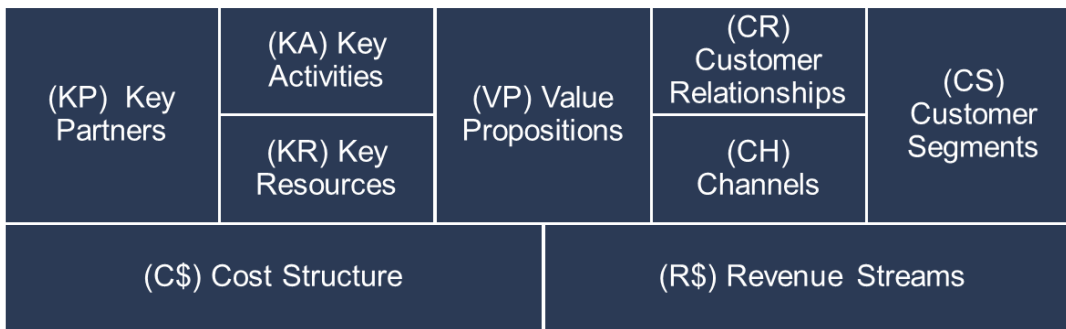 (KP) Key
Partners
(KA) Key
Activities
(KR) Key
Resources
(VP) Value
Propositions
(CR)
Customer
Relationships
(CH)
Channels
(CS)
Customer
Segments
(C$) Cost Structure
(R$) Revenue Streams